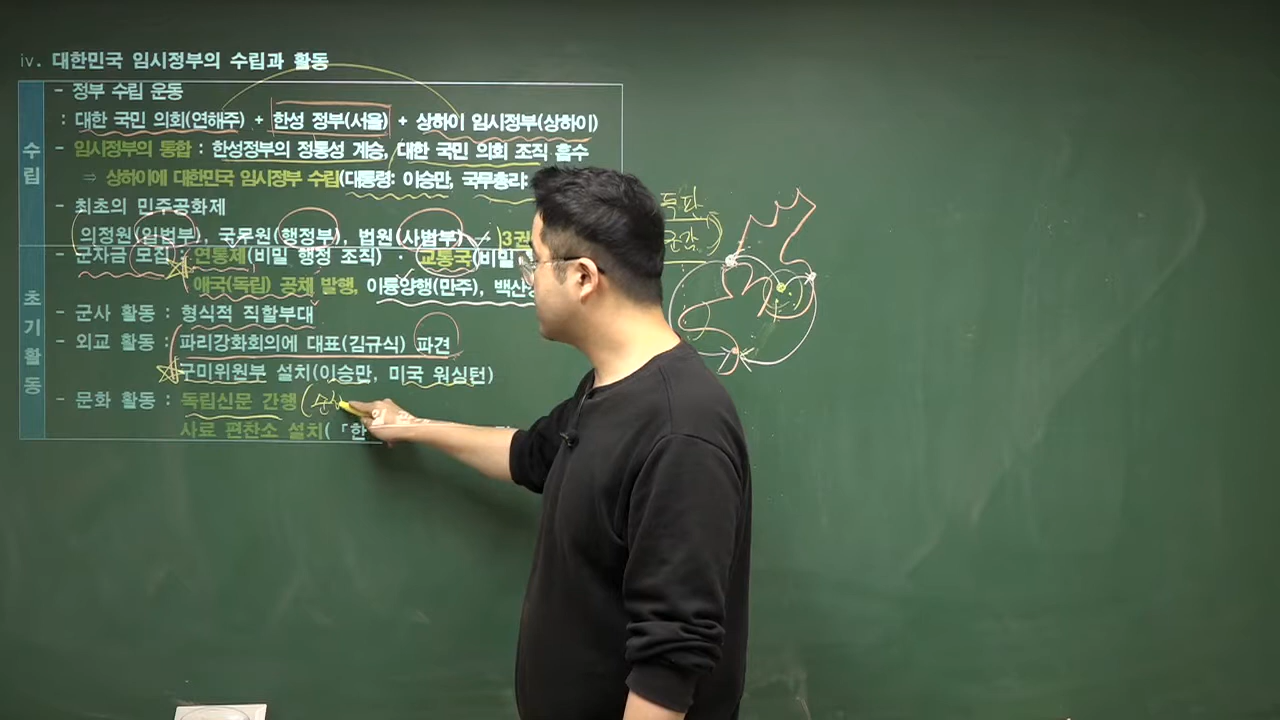 iv. 대한민국 임시정부의 수립과 활동
수립
- 정부 수립 운동
: 대한 국민 의회(연해주) + 한성 정부(서울) + 상하이 임시정부(상하이)
- 임시정부의 통합 : 한성정부의 정통성 계승, 대한 국민 의회 조직 흡수
⇒ 상하이에 대한민국 임시정부 수립(대통령: 이승만, 국무총리:
- 최초의 민주공화제
의정원(입법부), 국무원(행정부), 법원(사법부) → 3권
초기활동
- 군자금 모집 : 연통제(비밀 행정 조직) · 교통국(비밀
애국(독립) 공채 발행, 이륭양행(만주), 백산
- 군사 활동 : 형식적 직할부대
- 외교 활동 : 파리강화회의에 대표(김규식) 파견
구미위원부 설치(이승만, 미국 워싱턴)
- 문화 활동 : 독립신문 간행
사료 편찬소 설치(「한